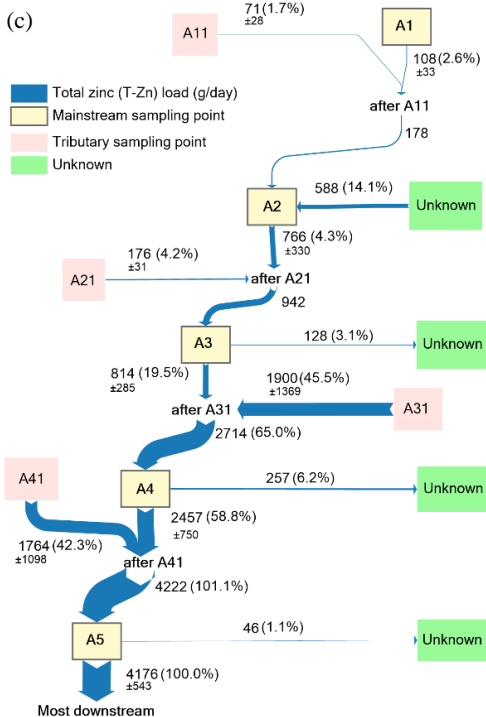 (c)
71 (1.7%)
±28
A11
A1
108 (2.6%)
±33
Total zinc (T-Zn) load (g/day)
Mainstream sampling point
Tributary sampling point
Unknown
after A11
178
588 (14.1%)
A2
Unknown
766 (4.3%)
±330
176 (4.2%)
±31
A21
after A21
942
A3
128 (3.1%)
Unknown
814 (19.5%)
±285
1900 (45.5%)
±1369
after A31
A31
2714 (65.0%)
A41
A4
257 (6.2%)
Unknown
2457 (58.8%)
±750
1764 (42.3%)
±1098
after A41
4222 (101.1%)
A5
46 (1.1%)
Unknown
4176 (100.0%)
±543
Most downstream